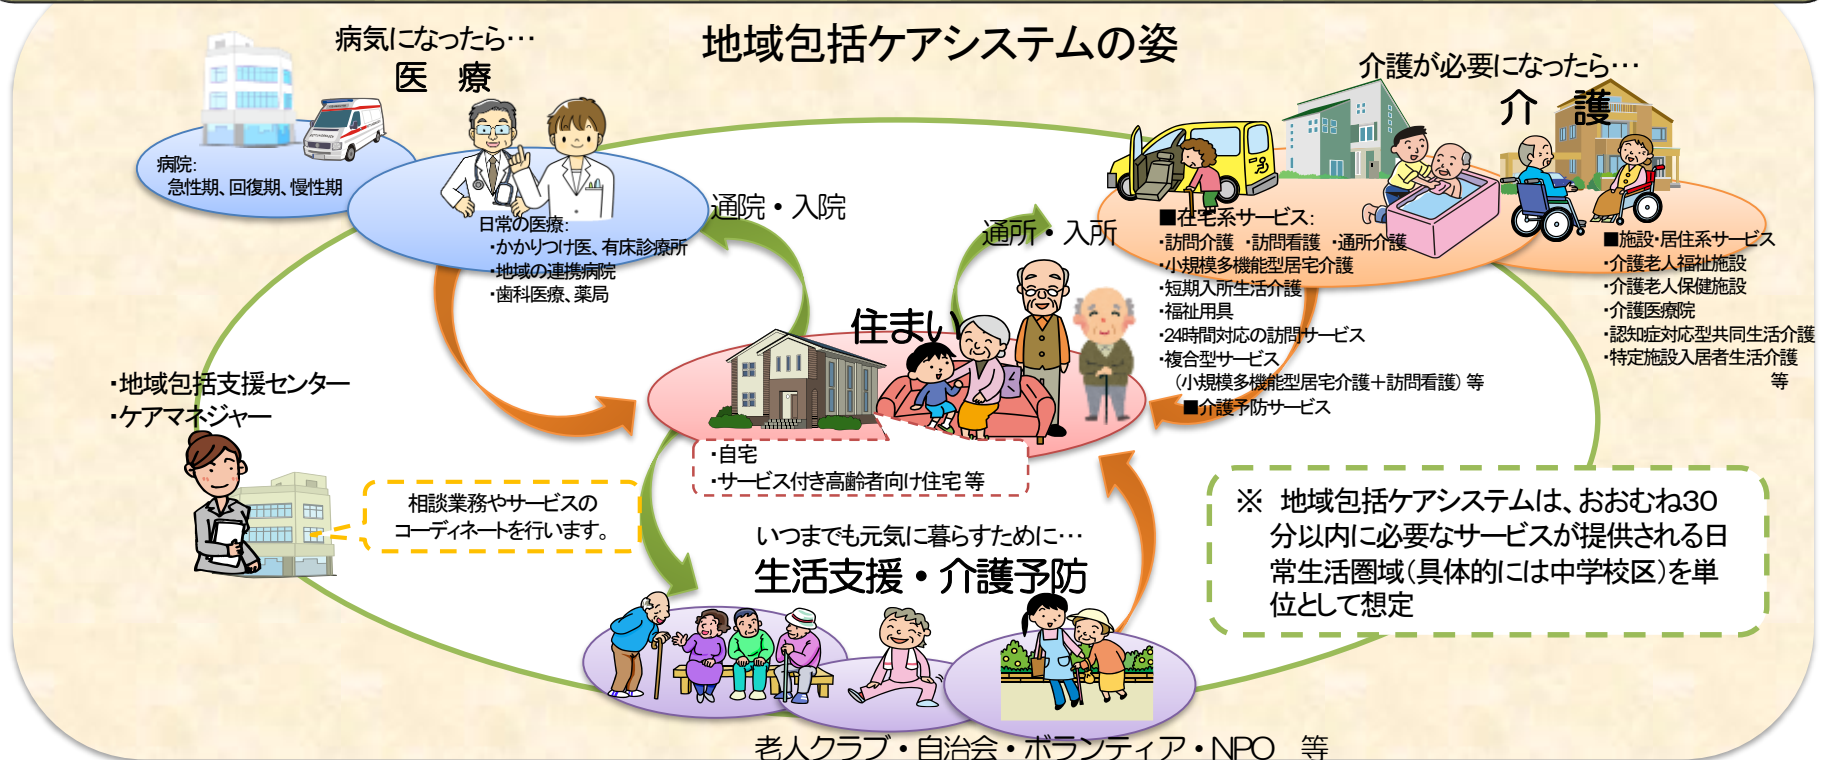 地域包括ケアシステムの姿
病気になったら…
医 療
病院:
急性期、回復期、慢性期
日常の医療:
・かかりつけ医、有床診療所
・地域の連携病院
・歯科医療、薬局
通院・入院
通所・入所
介護が必要になったら…
介 護
■在宅系サービス:
・訪問介護 ・訪問看護 ・通所介護
・小規模多機能型居宅介護
・短期入所生活介護
・福祉用具
・24時間対応の訪問サービス
・複合型サービス
(小規模多機能型居宅介護+訪問看護) 等
■介護予防サービス
■施設・居住系サービス
・介護老人福祉施設
・介護老人保健施設
・介護医療院
・認知症対応型共同生活介護
・特定施設入居者生活介護
等
住まい
・自宅
・サービス付き高齢者向け住宅 等
・地域包括支援センター
・ケアマネジャー
相談業務やサービスの
コーディネートを行います。
いつまでも元気に暮らすために…
生活支援・介護予防
老人クラブ・自治会・ボランティア・NPO 等
※ 地域包括ケアシステムは、おおむね30
分以内に必要なサービスが提供される日
常生活圏域(具体的には中学校区)を単
位として想定